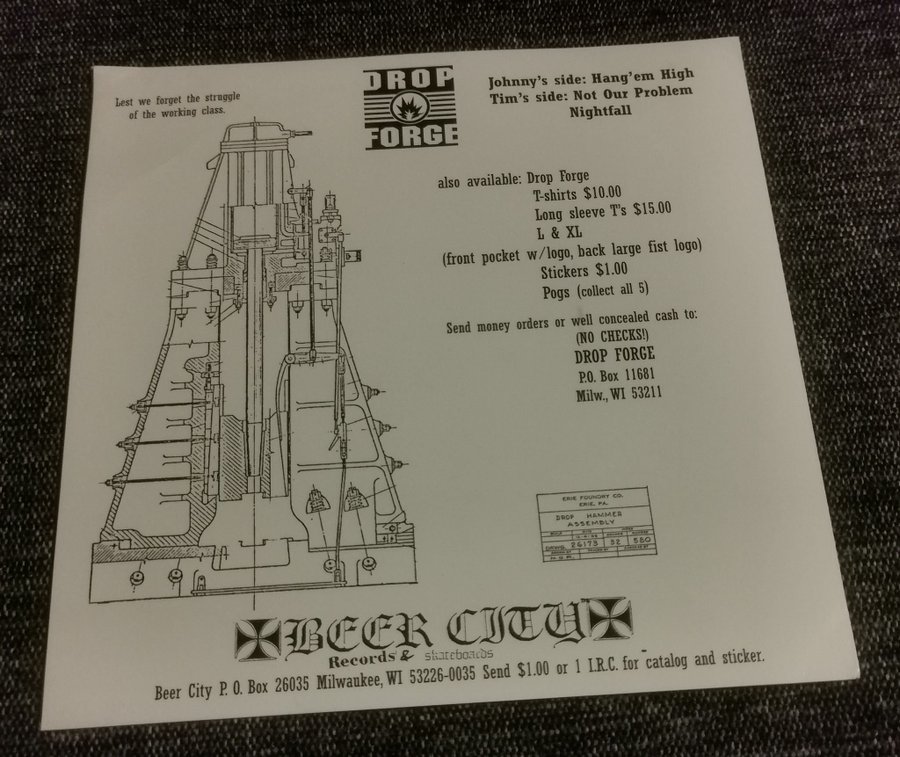 Lest we forget the struggle
of the working class.
DROP
FORGE
Johnny's side: Hang'em High
Tim's side: Not Our Problem
Nightfall
also available: Drop Forge
T-shirts $10.00
Long sleeve T's $15.00
L & XL
(front pocket w/logo, back large fist logo)
Stickers $1.00
Pogs (collect all 5)
Send money orders or well concealed cash to:
(NO CHECKS!)
DROP FORGE
P.O. Box 11681
Milw., WI 53211
ERIE FOUNDRY CO.
ERIE, PA.
DROP HAMMER
ASSEMBLY
DRWG. 26173 52 580
BEER CITY
Records & skateboards
Beer City P. O. Box 26035 Milwaukee, WI 53226-0035 Send $1.00 or 1 I.R.C. for catalog and sticker.